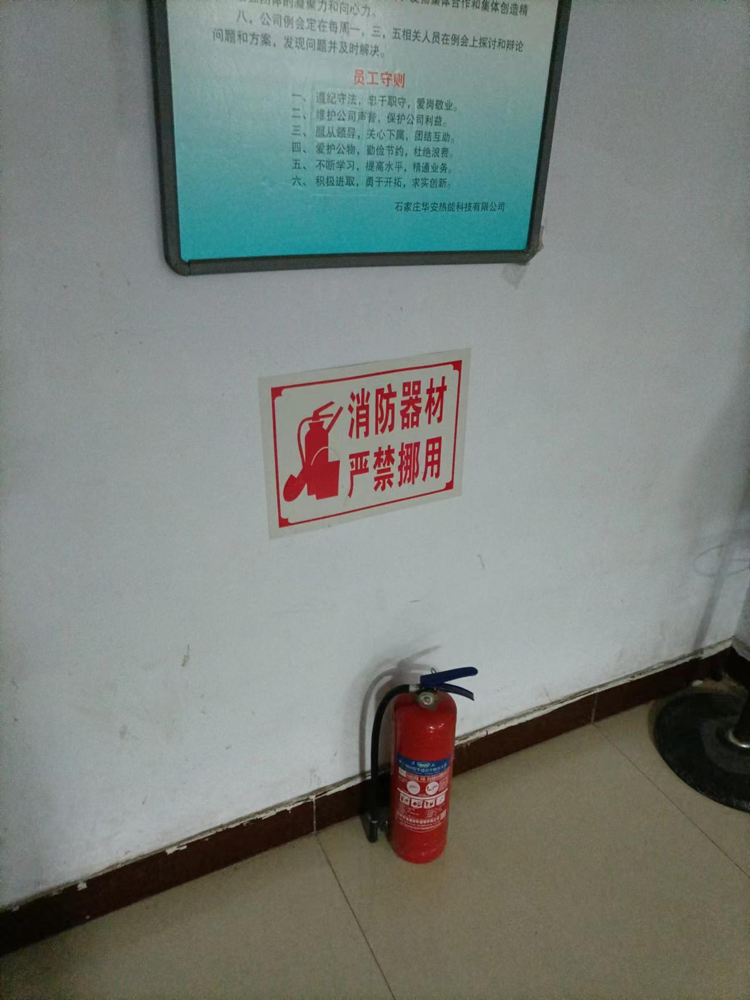 的凝聚力和向心力。
集体合作和集体创造精
八，公司例会定在每周一，三，五相关人员在例会上探讨和辩论
问题和方案，发现问题并及时解决。
员工守则
一、 遵纪守法，忠于职守，爱岗敬业。
二、 维护公司声誉，保护公司利益。
三、 服从领导，关心下属，团结互助。
四、 爱护公物，勤俭节约，杜绝浪费。
五、 不断学习，提高水平，精通业务。
六、 积极进取，勇于开拓，求实创新。
石家庄华安热能科技有限公司
消防器材
严禁挪用